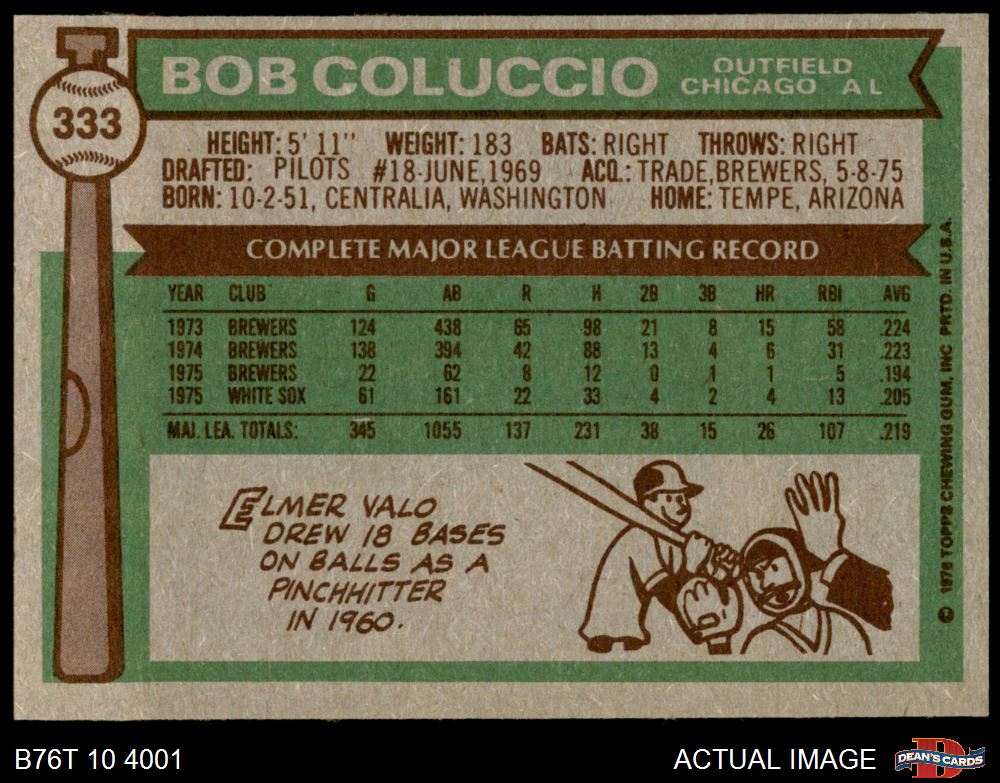 BOB COLUCCIO
OUTFIELD
CHICAGO A L
333
HEIGHT: 5' 11" WEIGHT: 183 BATS: RIGHT THROWS: RIGHT
DRAFTED: PILOTS #18-JUNE, 1969 ACQ.: TRADE, BREWERS, 5-8-75
BORN: 10-2-51, CENTRALIA, WASHINGTON HOME: TEMPE, ARIZONA
COMPLETE MAJOR LEAGUE BATTING RECORD
YEAR CLUB G AB R H 2B 3B HR RBI AVG
1973 BREWERS 124 438 65 98 21 8 15 58 .224
1974 BREWERS 138 394 42 88 13 4 6 31 .223
1975 BREWERS 22 62 8 12 0 1 1 5 .194
1975 WHITE SOX 61 161 22 33 4 2 4 13 .205
MAJ. LEA. TOTALS: 345 1055 137 231 38 15 26 107 .219
ELMER VALO
DREW 18 BASES
ON BALLS AS A
PINCHHITTER
IN 1960.
© 1976 TOPPS CHEWING GUM, INC PRTD. IN U.S.A.
B76T 10 4001
ACTUAL IMAGE
D
DEAN'S CARDS